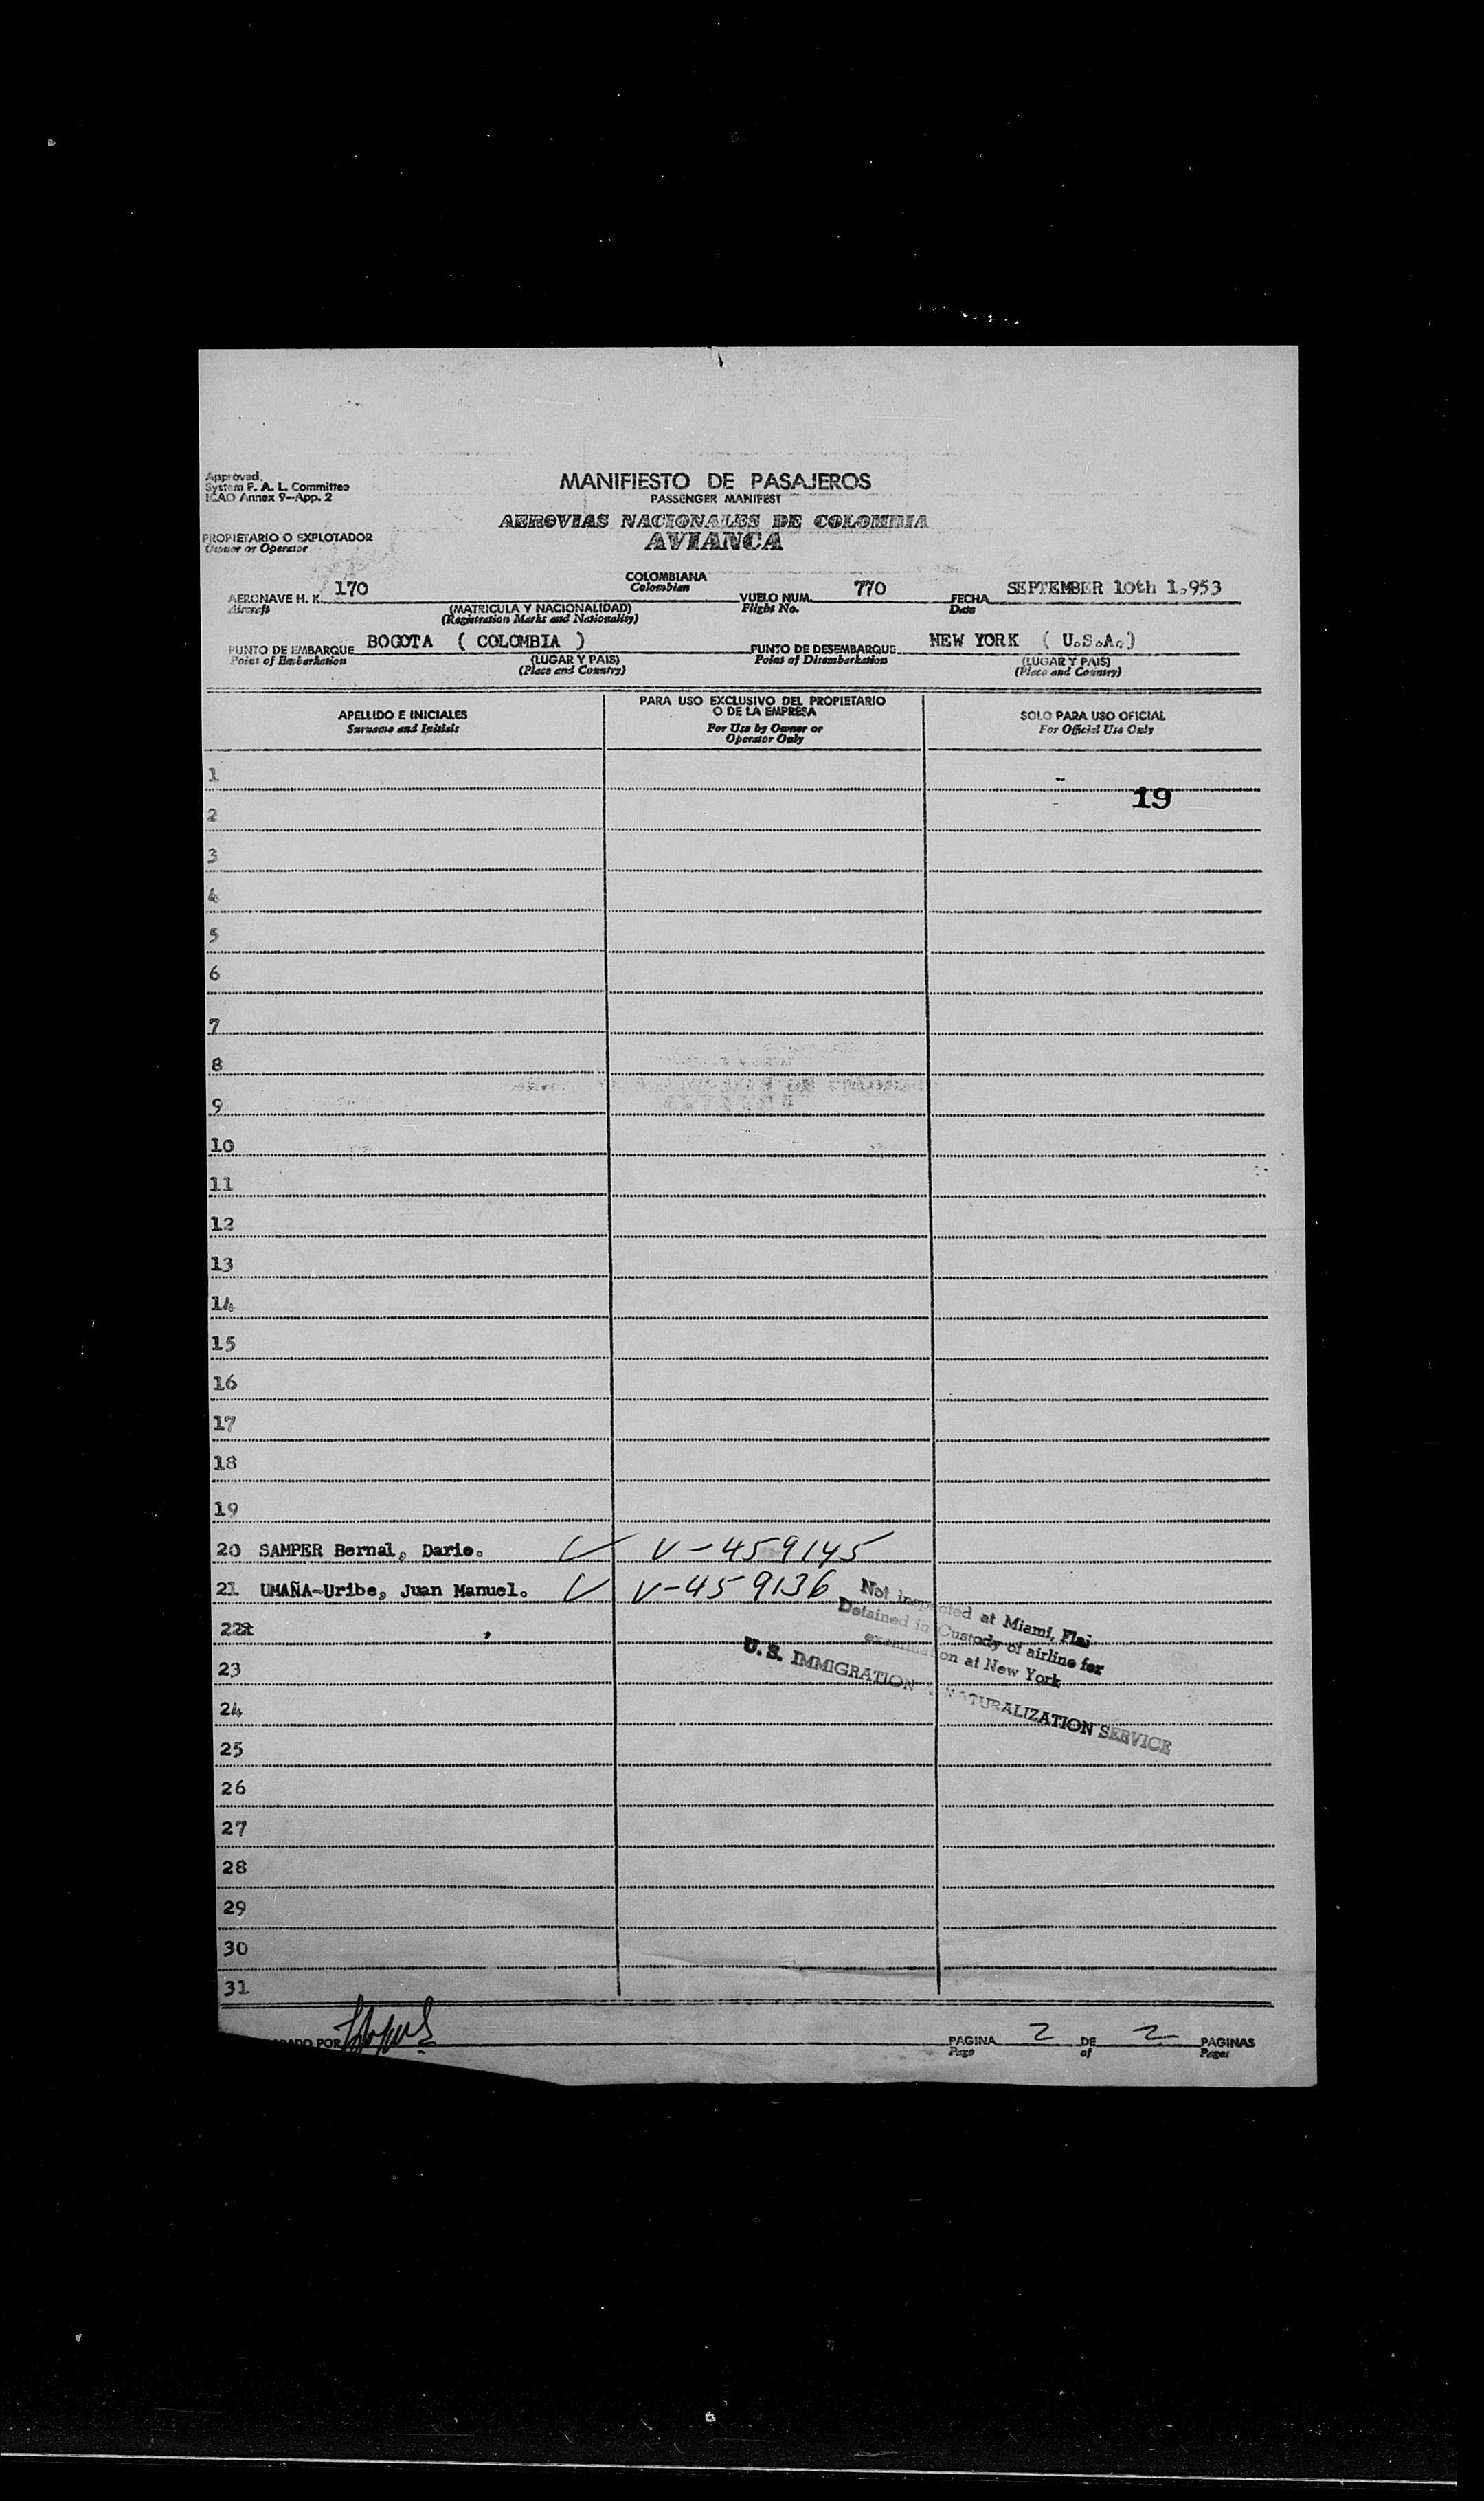 Approved.
System F. A. L. Committee
ICAO Annex 9-App. 2
MANIFIESTO DE PASAJEROS
PASSENGER MANIFEST
AEROVIAS NACIONALES DE COLOMBIA
AVIANCA
PROPIETARIO O EXPLOTADOR
Owner or Operator
AERONAVE H. K. 170 COLOMBIANA VUELO NUM. 770 FECHA SEPTEMBER 10th 1.953
Aircraft Colombian Flight No. Date
(MATRICULA Y NACIONALIDAD)
(Registration Marks and Nationality)
PUNTO DE EMBARQUE BOGOTA ( COLOMBIA ) PUNTO DE DESEMBARQUE NEW YORK ( U.S.A.)
Point of Embarkation (LUGAR Y PAIS) Point of Disembarkation (LUGAR Y PAIS)
(Place and Country) (Place and Country)
APELLIDO E INICIALES PARA USO EXCLUSIVO DEL PROPIETARIO O DE LA EMPRESA SOLO PARA USO OFICIAL
Surname and Initials For Use by Owner or Operator Only For Official Use Only
1
19
2
3
4
5
6
7
8
9
10
11
12
13
14
15
16
17
18
19
20 SAMPER Bernal, Dario. V V-459145
21 UMAÑA-Uribe, Juan Manuel. V V-459136
Not inspected at Miami, Fla.
Detained in Custody of airline for
examination at New York
U. S. IMMIGRATION & NATURALIZATION SERVICE
22
23
24
25
26
27
28
29
30
31
POR
PAGINA 2 DE 2 PAGINAS
Page of Pages